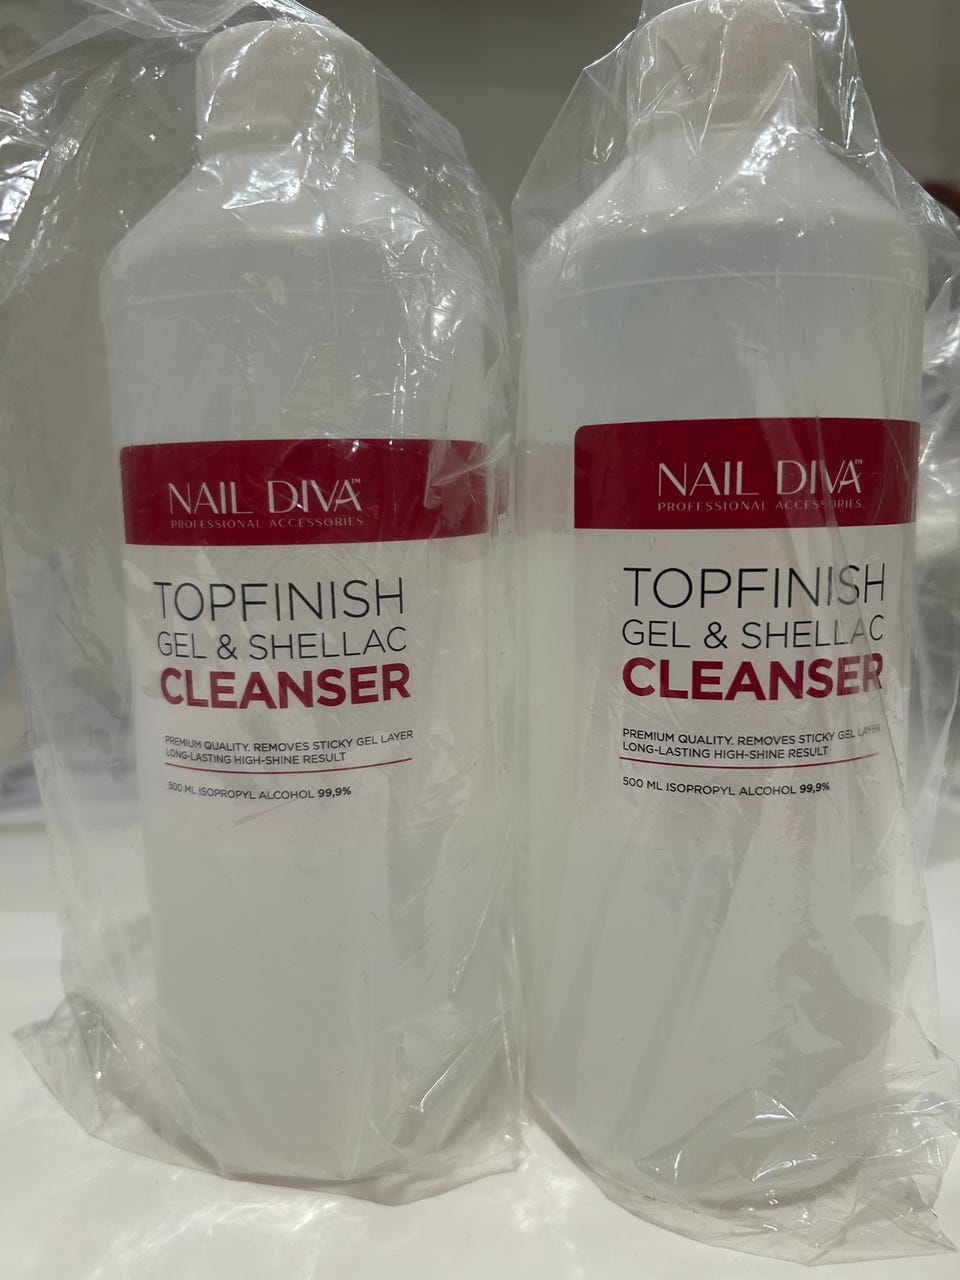 NAIL DIVA™
PROFESSIONAL ACCESSORIES
TOPFINISH
GEL & SHELLAC
CLEANSER
PREMIUM QUALITY. REMOVES STICKY GEL LAYER
LONG-LASTING HIGH-SHINE RESULT
500 ML ISOPROPYL ALCOHOL 99,9%
NAIL DIVA™
PROFESSIONAL ACCESSORIES
TOPFINISH
GEL & SHELLAC
CLEANSER
PREMIUM QUALITY. REMOVES STICKY GEL LAYER
LONG-LASTING HIGH-SHINE RESULT
500 ML ISOPROPYL ALCOHOL 99,9%